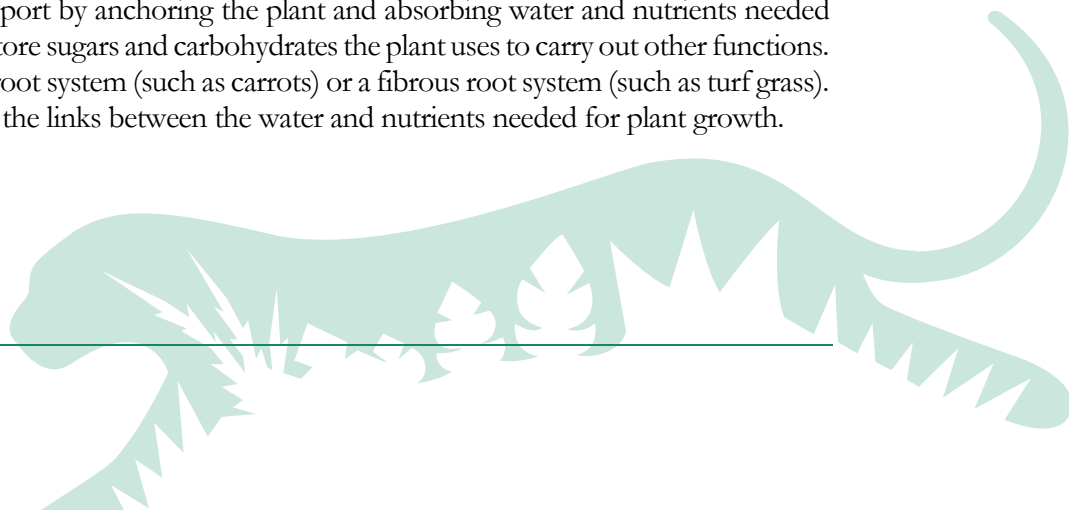 port by anchoring the plant and absorbing water and nutrients needed
tore sugars and carbohydrates the plant uses to carry out other functions.
root system (such as carrots) or a fibrous root system (such as turf grass).
the links between the water and nutrients needed for plant growth.